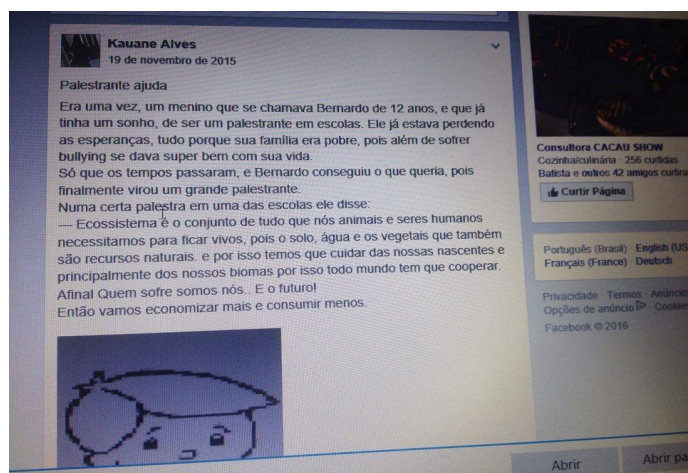 Kauane Alves
19 de novembro de 2015
Palestrante ajuda
Era uma vez, um menino que se chamava Bernardo de 12 anos, e que já
tinha um sonho, de ser um palestrante em escolas. Ele já estava perdendo
as esperanças, tudo porque sua família era pobre, pois além de sofrer
bullying se dava super bem com sua vida.
Só que os tempos passaram, e Bernardo conseguiu o que queria, pois
finalmente virou um grande palestrante.
Numa certa palestra em uma das escolas ele disse:
— Ecossistema é o conjunto de tudo que nós animais e seres humanos
necessitamos para ficar vivos, pois o solo, água e os vegetais que também
são recursos naturais. e por isso temos que cuidar das nossas nascentes e
principalmente dos nossos biomas por isso todo mundo tem que cooperar.
Afinal Quem sofre somos nós.. E o futuro!
Então vamos economizar mais e consumir menos.
Consultora CACAU SHOW
Cozinha/culinária · 256 curtidas
Batista e outros 42 amigos curtira
Curtir Página
Português (Brasil) · English (US
Français (France) · Deutsch
Privacidade · Termos · Anúncio
Opções de anúncio · Cookie
Facebook © 2016
Abrir
Abrir pa